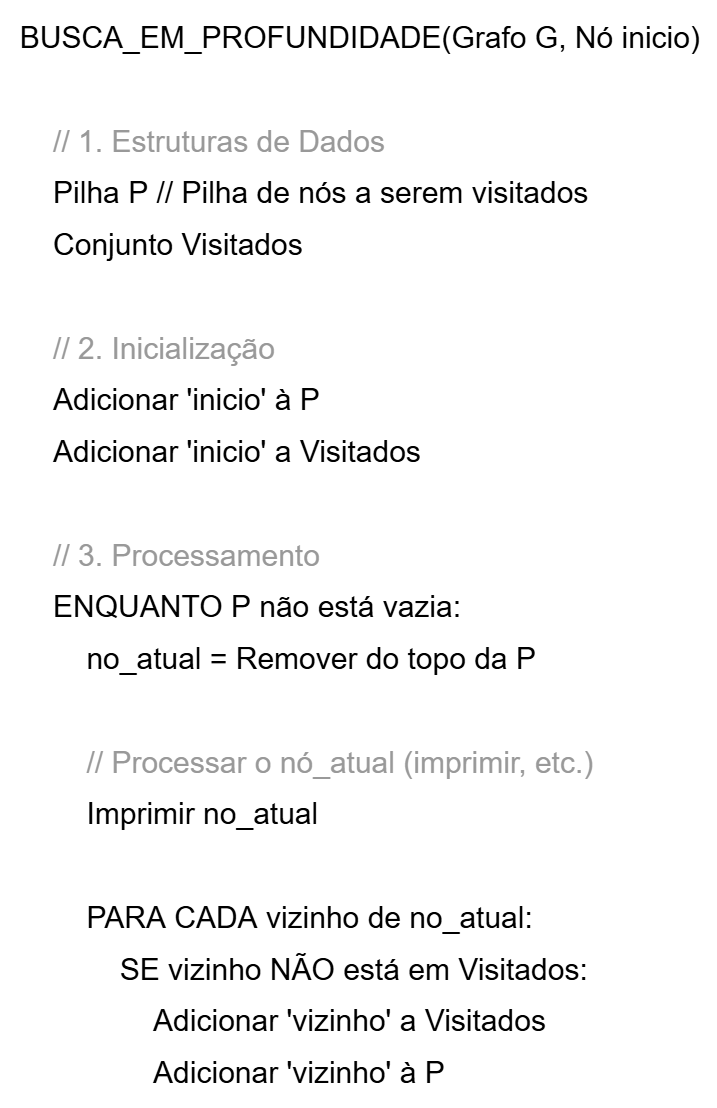 BUSCA_EM_PROFUNDIDADE(Grafo G, Nó inicio)
// 1. Estruturas de Dados
Pilha P // Pilha de nós a serem visitados
Conjunto Visitados
// 2. Inicialização
Adicionar 'inicio' à P
Adicionar 'inicio' a Visitados
// 3. Processamento
ENQUANTO P não está vazia:
no_atual = Remover do topo da P
// Processar o nó_atual (imprimir, etc.)
Imprimir no_atual
PARA CADA vizinho de no_atual:
SE vizinho NÃO está em Visitados:
Adicionar 'vizinho' a Visitados
Adicionar 'vizinho' à P